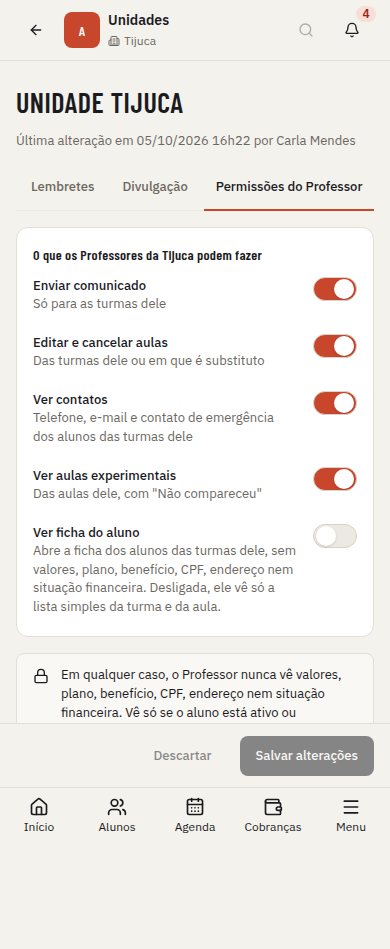 A
Unidades
Tijuca
4
UNIDADE TIJUCA
Última alteração em 05/10/2026 16h22 por Carla Mendes
Lembretes
Divulgação
Permissões do Professor
O que os Professores da Tijuca podem fazer
Enviar comunicado
Só para as turmas dele
Editar e cancelar aulas
Das turmas dele ou em que é substituto
Ver contatos
Telefone, e-mail e contato de emergência
dos alunos das turmas dele
Ver aulas experimentais
Das aulas dele, com "Não compareceu"
Ver ficha do aluno
Abre a ficha dos alunos das turmas dele, sem
valores, plano, benefício, CPF, endereço nem
situação financeira. Desligada, ele vê só a
lista simples da turma e da aula.
Em qualquer caso, o Professor nunca vê valores,
plano, benefício, CPF, endereço nem situação
financeira. Vê só se o aluno está ativo ou
Descartar
Salvar alterações
Início
Alunos
Agenda
Cobranças
Menu